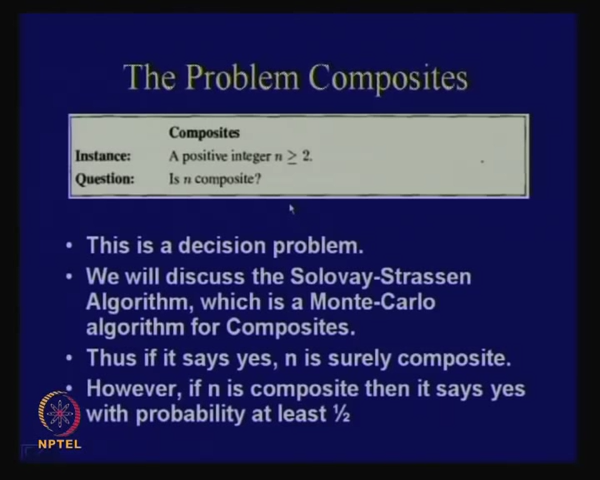 The Problem Composites
Composites
Instance: A positive integer n ≥ 2.
Question: Is n composite?
• This is a decision problem.
• We will discuss the Solovay-Strassen
Algorithm, which is a Monte-Carlo
algorithm for Composites.
• Thus if it says yes, n is surely composite.
• However, if n is composite then it says yes
with probability at least ½
NPTEL